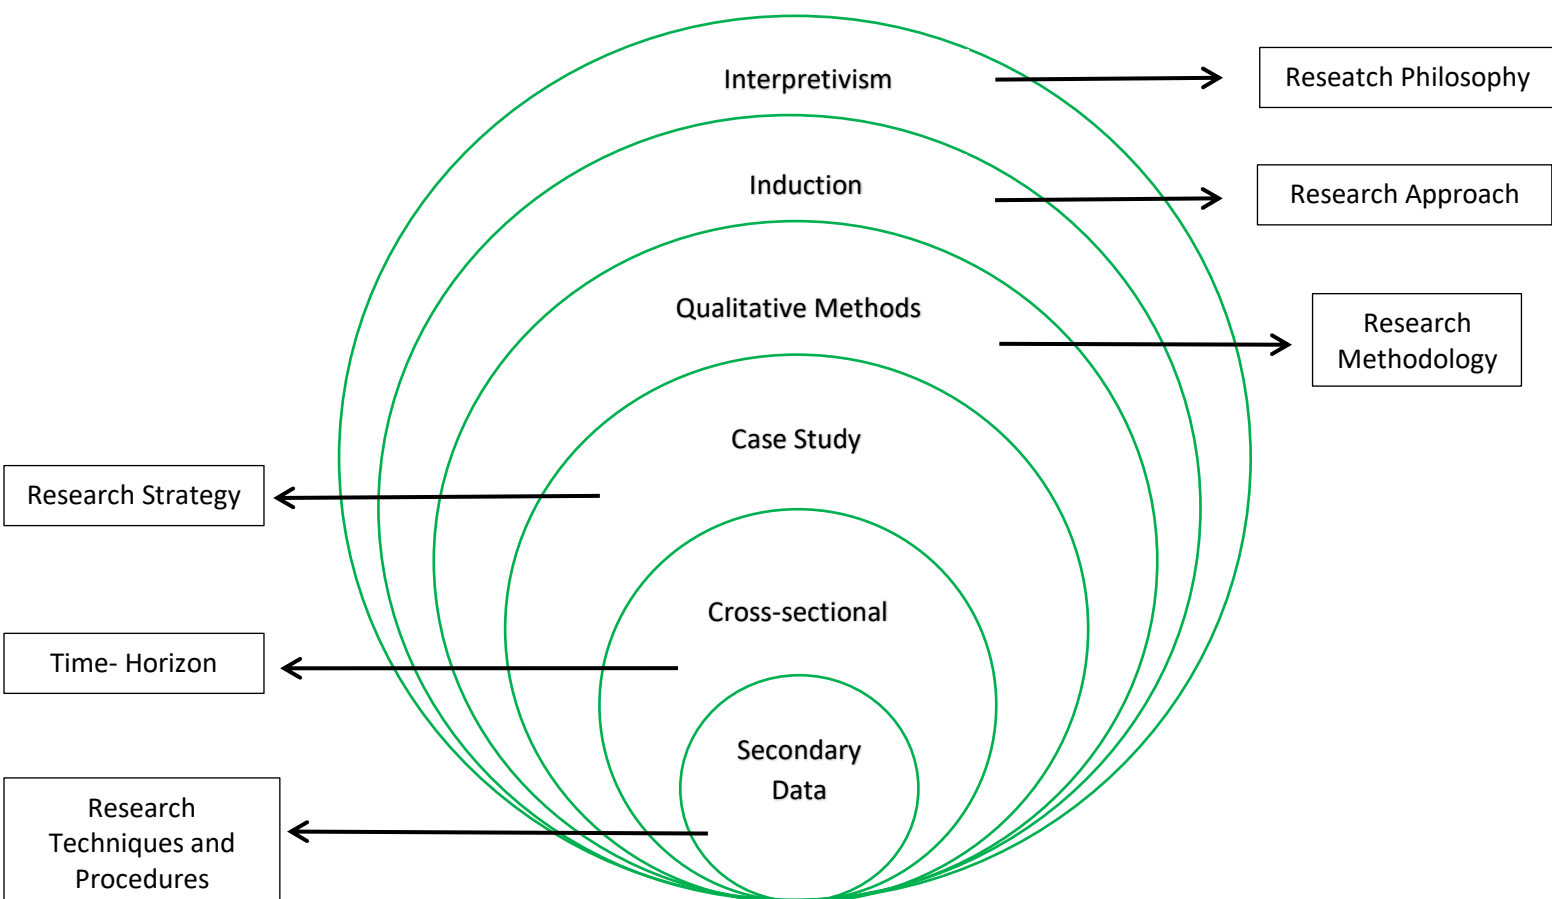 Interpretivism
Reseatch Philosophy
Induction
Research Approach
Qualitative Methods
Research
Methodology
Case Study
Research Strategy
Cross-sectional
Time- Horizon
Secondary
Data
Research
Techniques and
Procedures